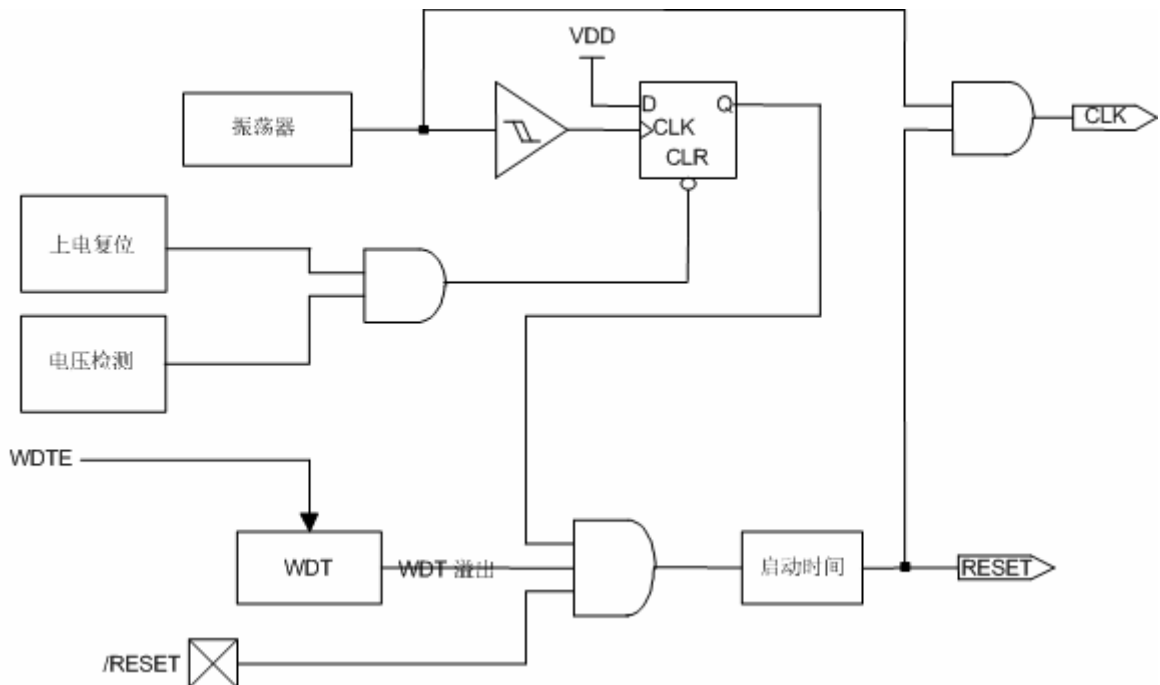 VDD
振荡器
D
Q
CLK
CLR
CLK
上电复位
电压检测
WDTE
WDT
WDT 溢出
启动时间
RESET
/RESET